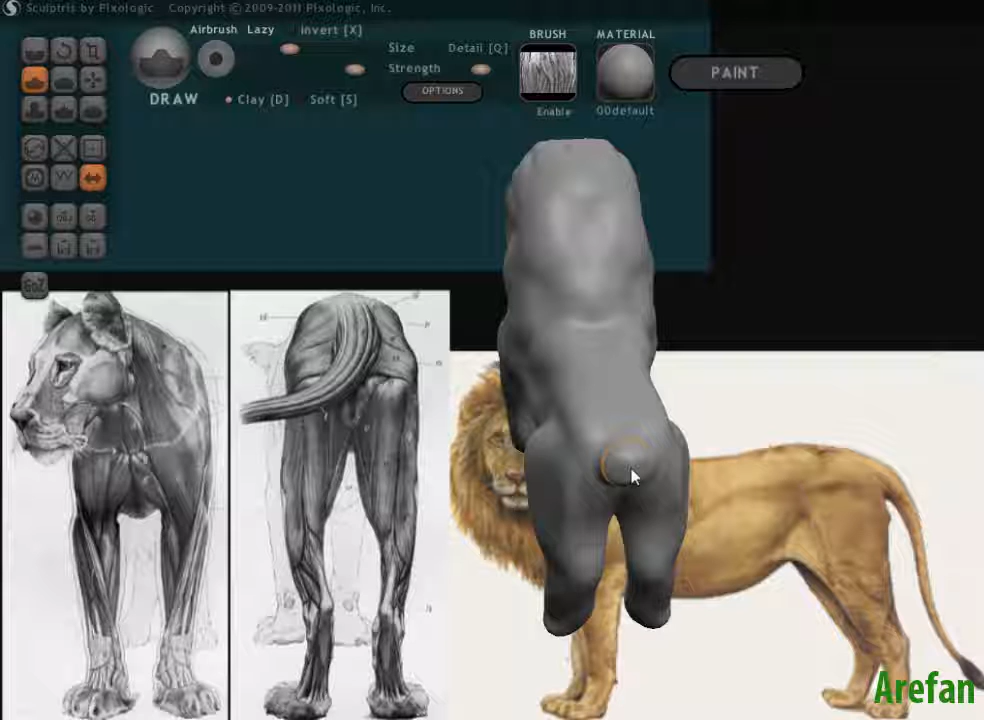 Sculptris by Pixologic   Copyright © 2009-2011 Pixologic, Inc.
Airbrush Lazy Invert [X]
Size Detail [Q]
Strength
OPTIONS
DRAW
Clay [D] Soft [S]
BRUSH
Enable
MATERIAL
00default
PAINT
GoZ
Arefan